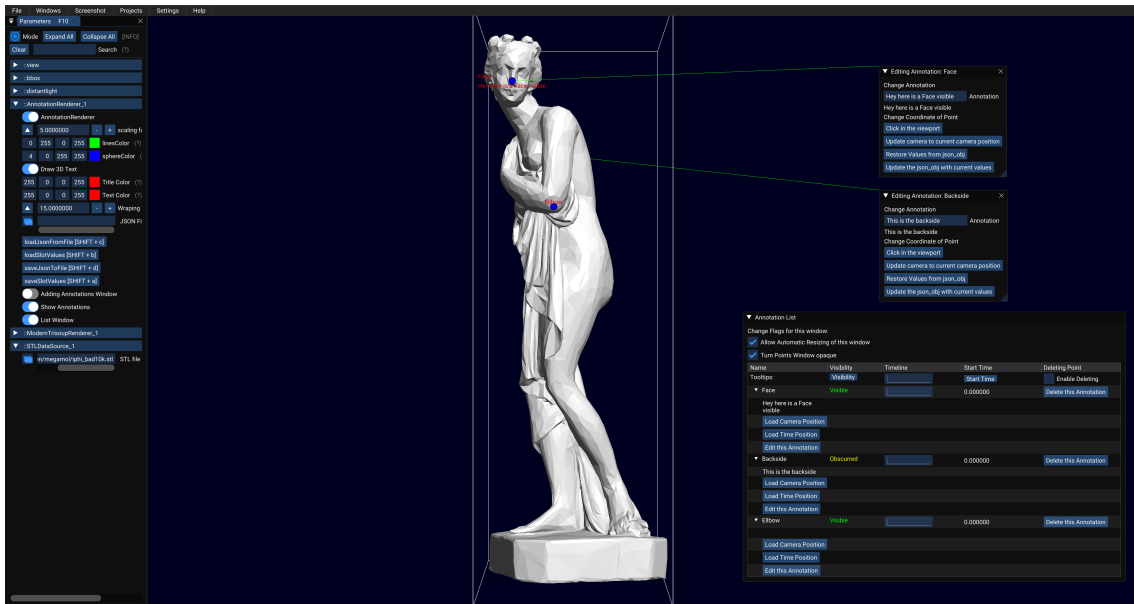 File Windows Screenshot Projects Settings Help
Parameters F10
Mode Expand All Collapse All [INFO]
Clear Search (?)
::view
::bbox
::distantlight
::AnnotationRenderer_1
AnnotationRenderer
5.0000000 - + scaling fa
0 255 0 255 linesColor (?)
4 0 255 255 sphereColor (
Draw 3D Text
255 0 0 255 Title Color (?)
255 0 0 255 Text Color (?)
15.0000000 - + Wraping
JSON Fi
loadJsonFromFile [SHIFT + c]
loadSlotValues [SHIFT + b]
saveJsonToFile [SHIFT + d]
saveSlotValues [SHIFT + a]
Adding Annotations Window
Show Annotations
List Window
::ModernTrisoupRenderer_1
::STLDataSource_1
n/megamol/iphi_bad10k.stl STL file
Editing Annotation: Face
Change Annotation
Hey here is a Face visible Annotation
Hey here is a Face visible
Change Coordinate of Point
Click in the viewport
Update camera to current camera position
Restore Values from json_obj
Update the json_obj with current values
Editing Annotation: Backside
Change Annotation
This is the backside Annotation
This is the backside
Change Coordinate of Point
Click in the viewport
Update camera to current camera position
Restore Values from json_obj
Update the json_obj with current values
Annotation List
Change Flags for this window:
Allow Automatic Resizing of this window
Turn Points Window opaque
Name Visibility Timeline Start Time Deleting Point
Tooltips: Visibility Start Time Enable Deleting
Face Visible 0.000000 Delete this Annotation
Hey here is a Face
visible
Load Camera Position
Load Time Position
Edit this Annotation
Backside Obscurred 0.000000 Delete this Annotation
This is the backside
Load Camera Position
Load Time Position
Edit this Annotation
Ellbow Visible 0.000000 Delete this Annotation
Load Camera Position
Load Time Position
Edit this Annotation